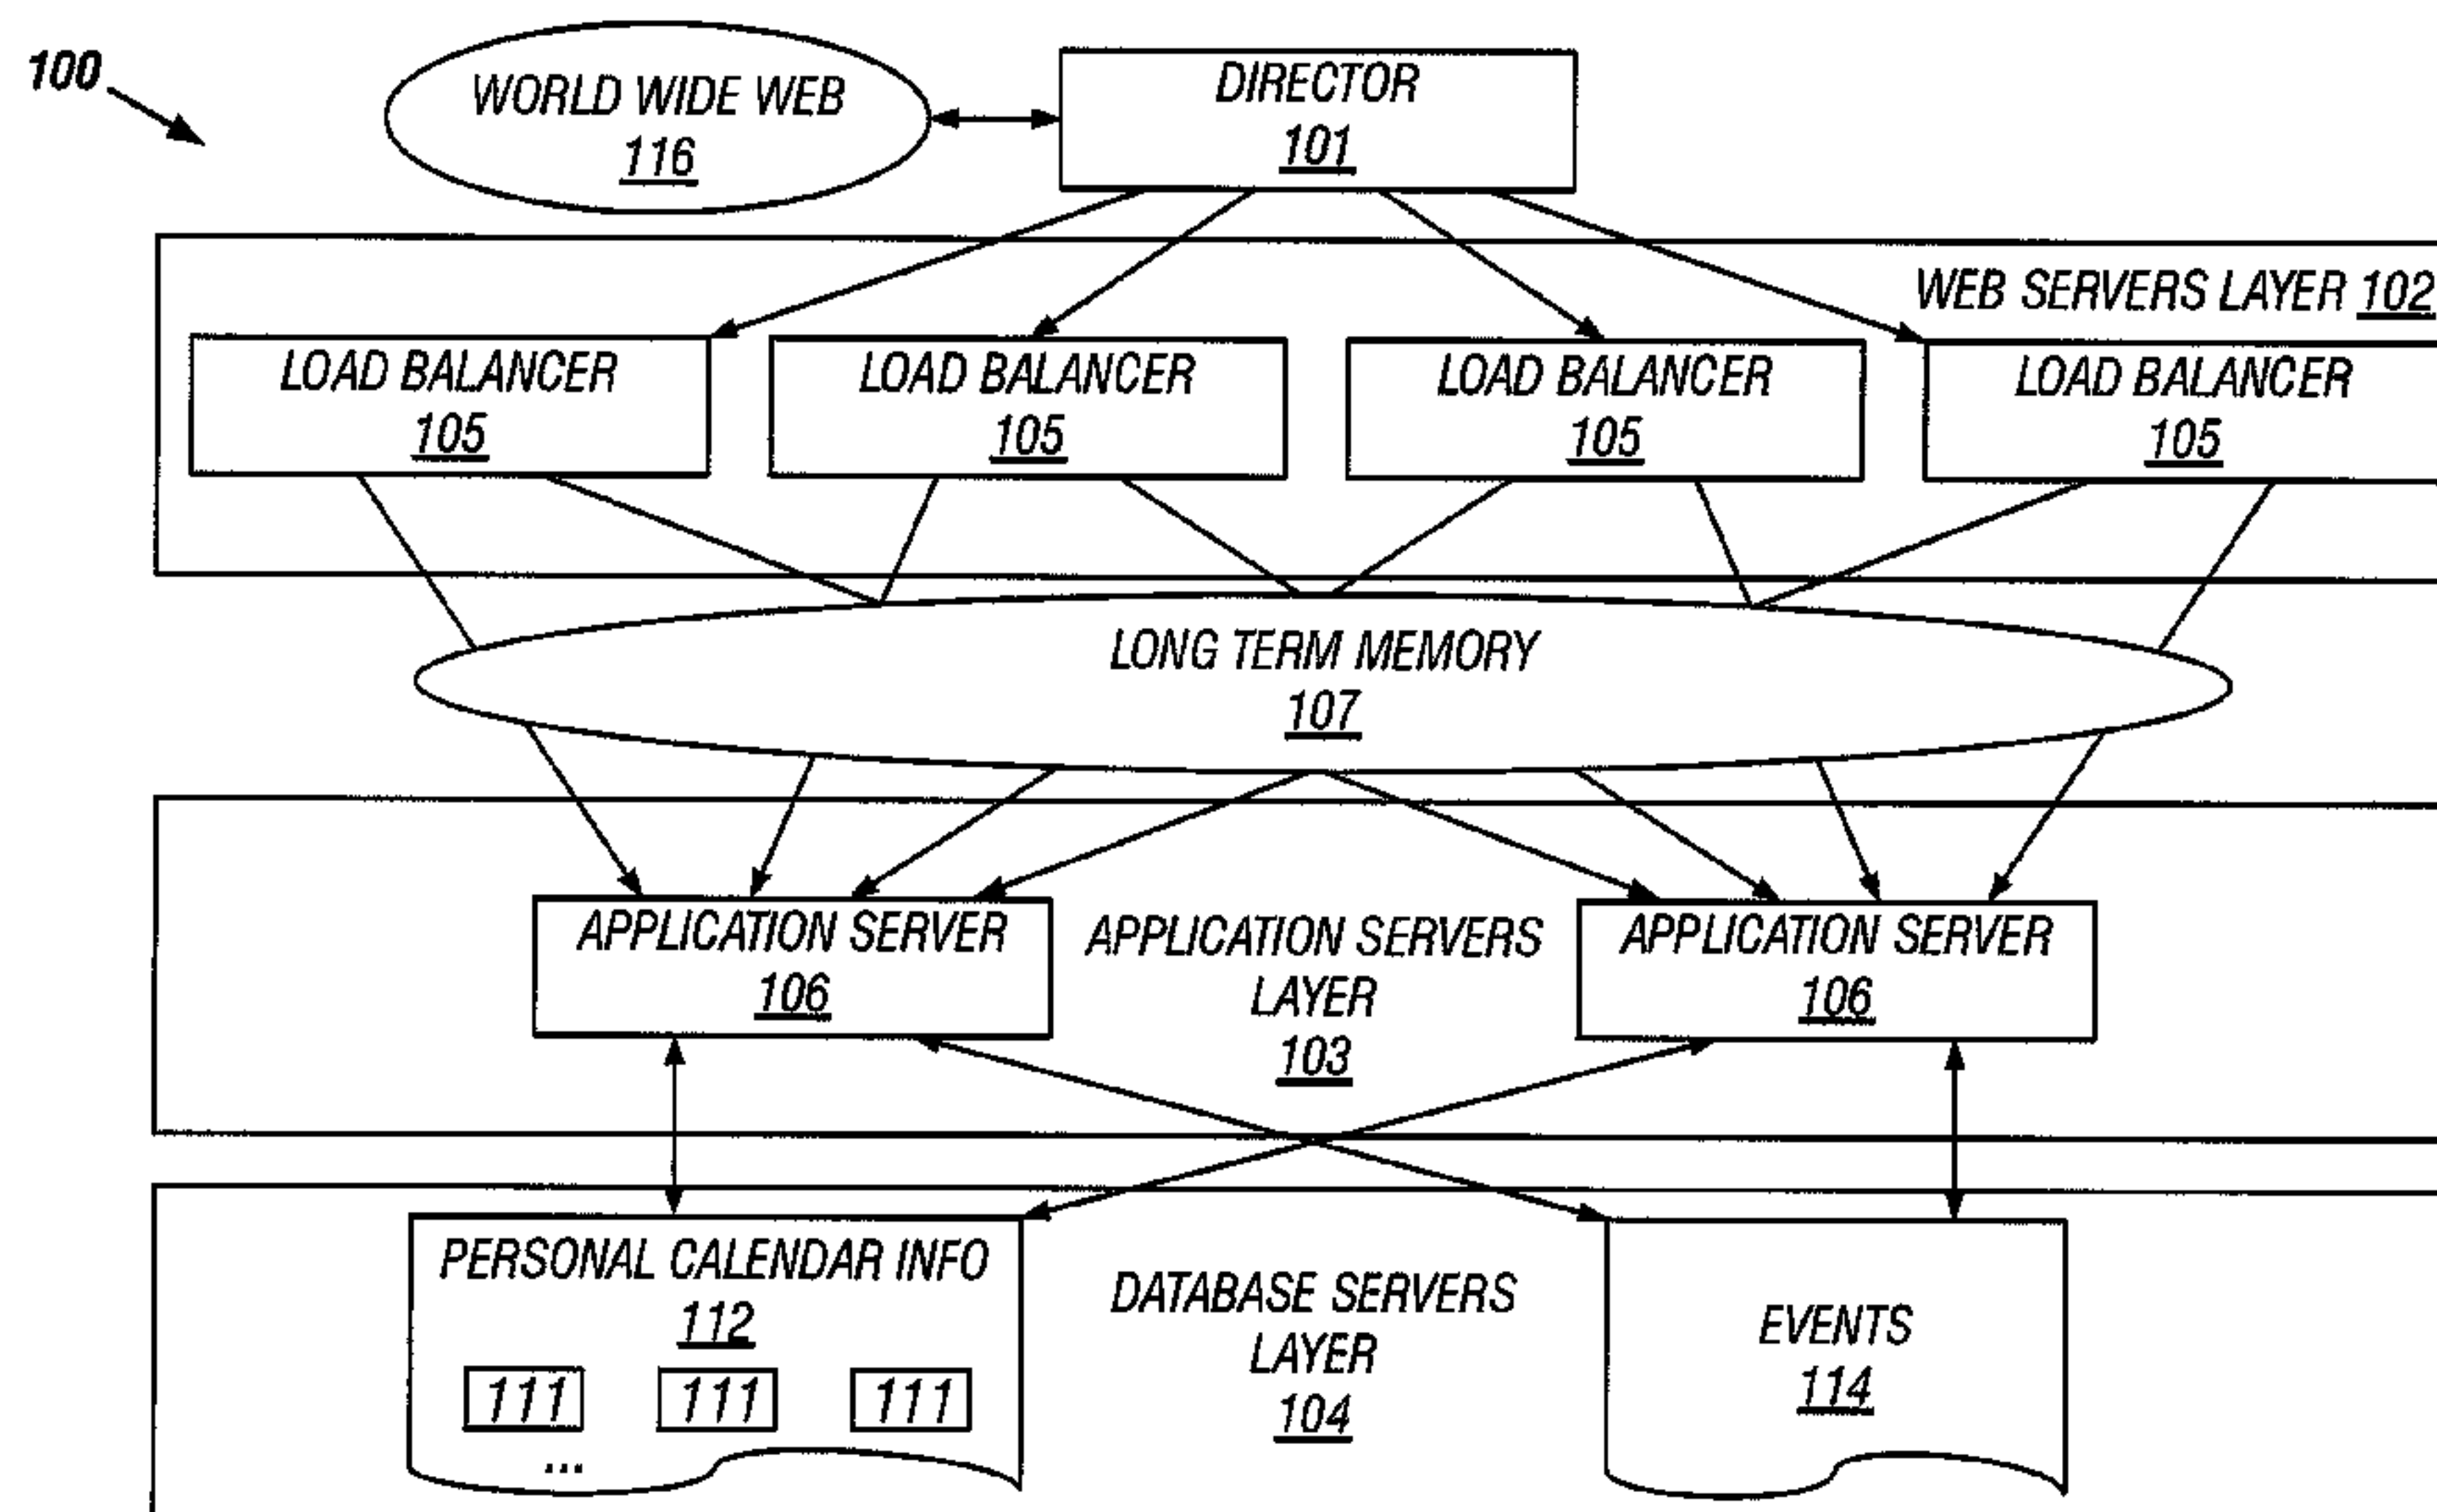 100
WORLD WIDE WEB
116
DIRECTOR
101
WEB SERVERS LAYER 102
LOAD BALANCER
105
LOAD BALANCER
105
LOAD BALANCER
105
LOAD BALANCER
105
LONG TERM MEMORY
107
APPLICATION SERVER
106
APPLICATION SERVERS
LAYER
103
APPLICATION SERVER
106
PERSONAL CALENDAR INFO
112
111 111 111
...
DATABASE SERVERS
LAYER
104
EVENTS
114